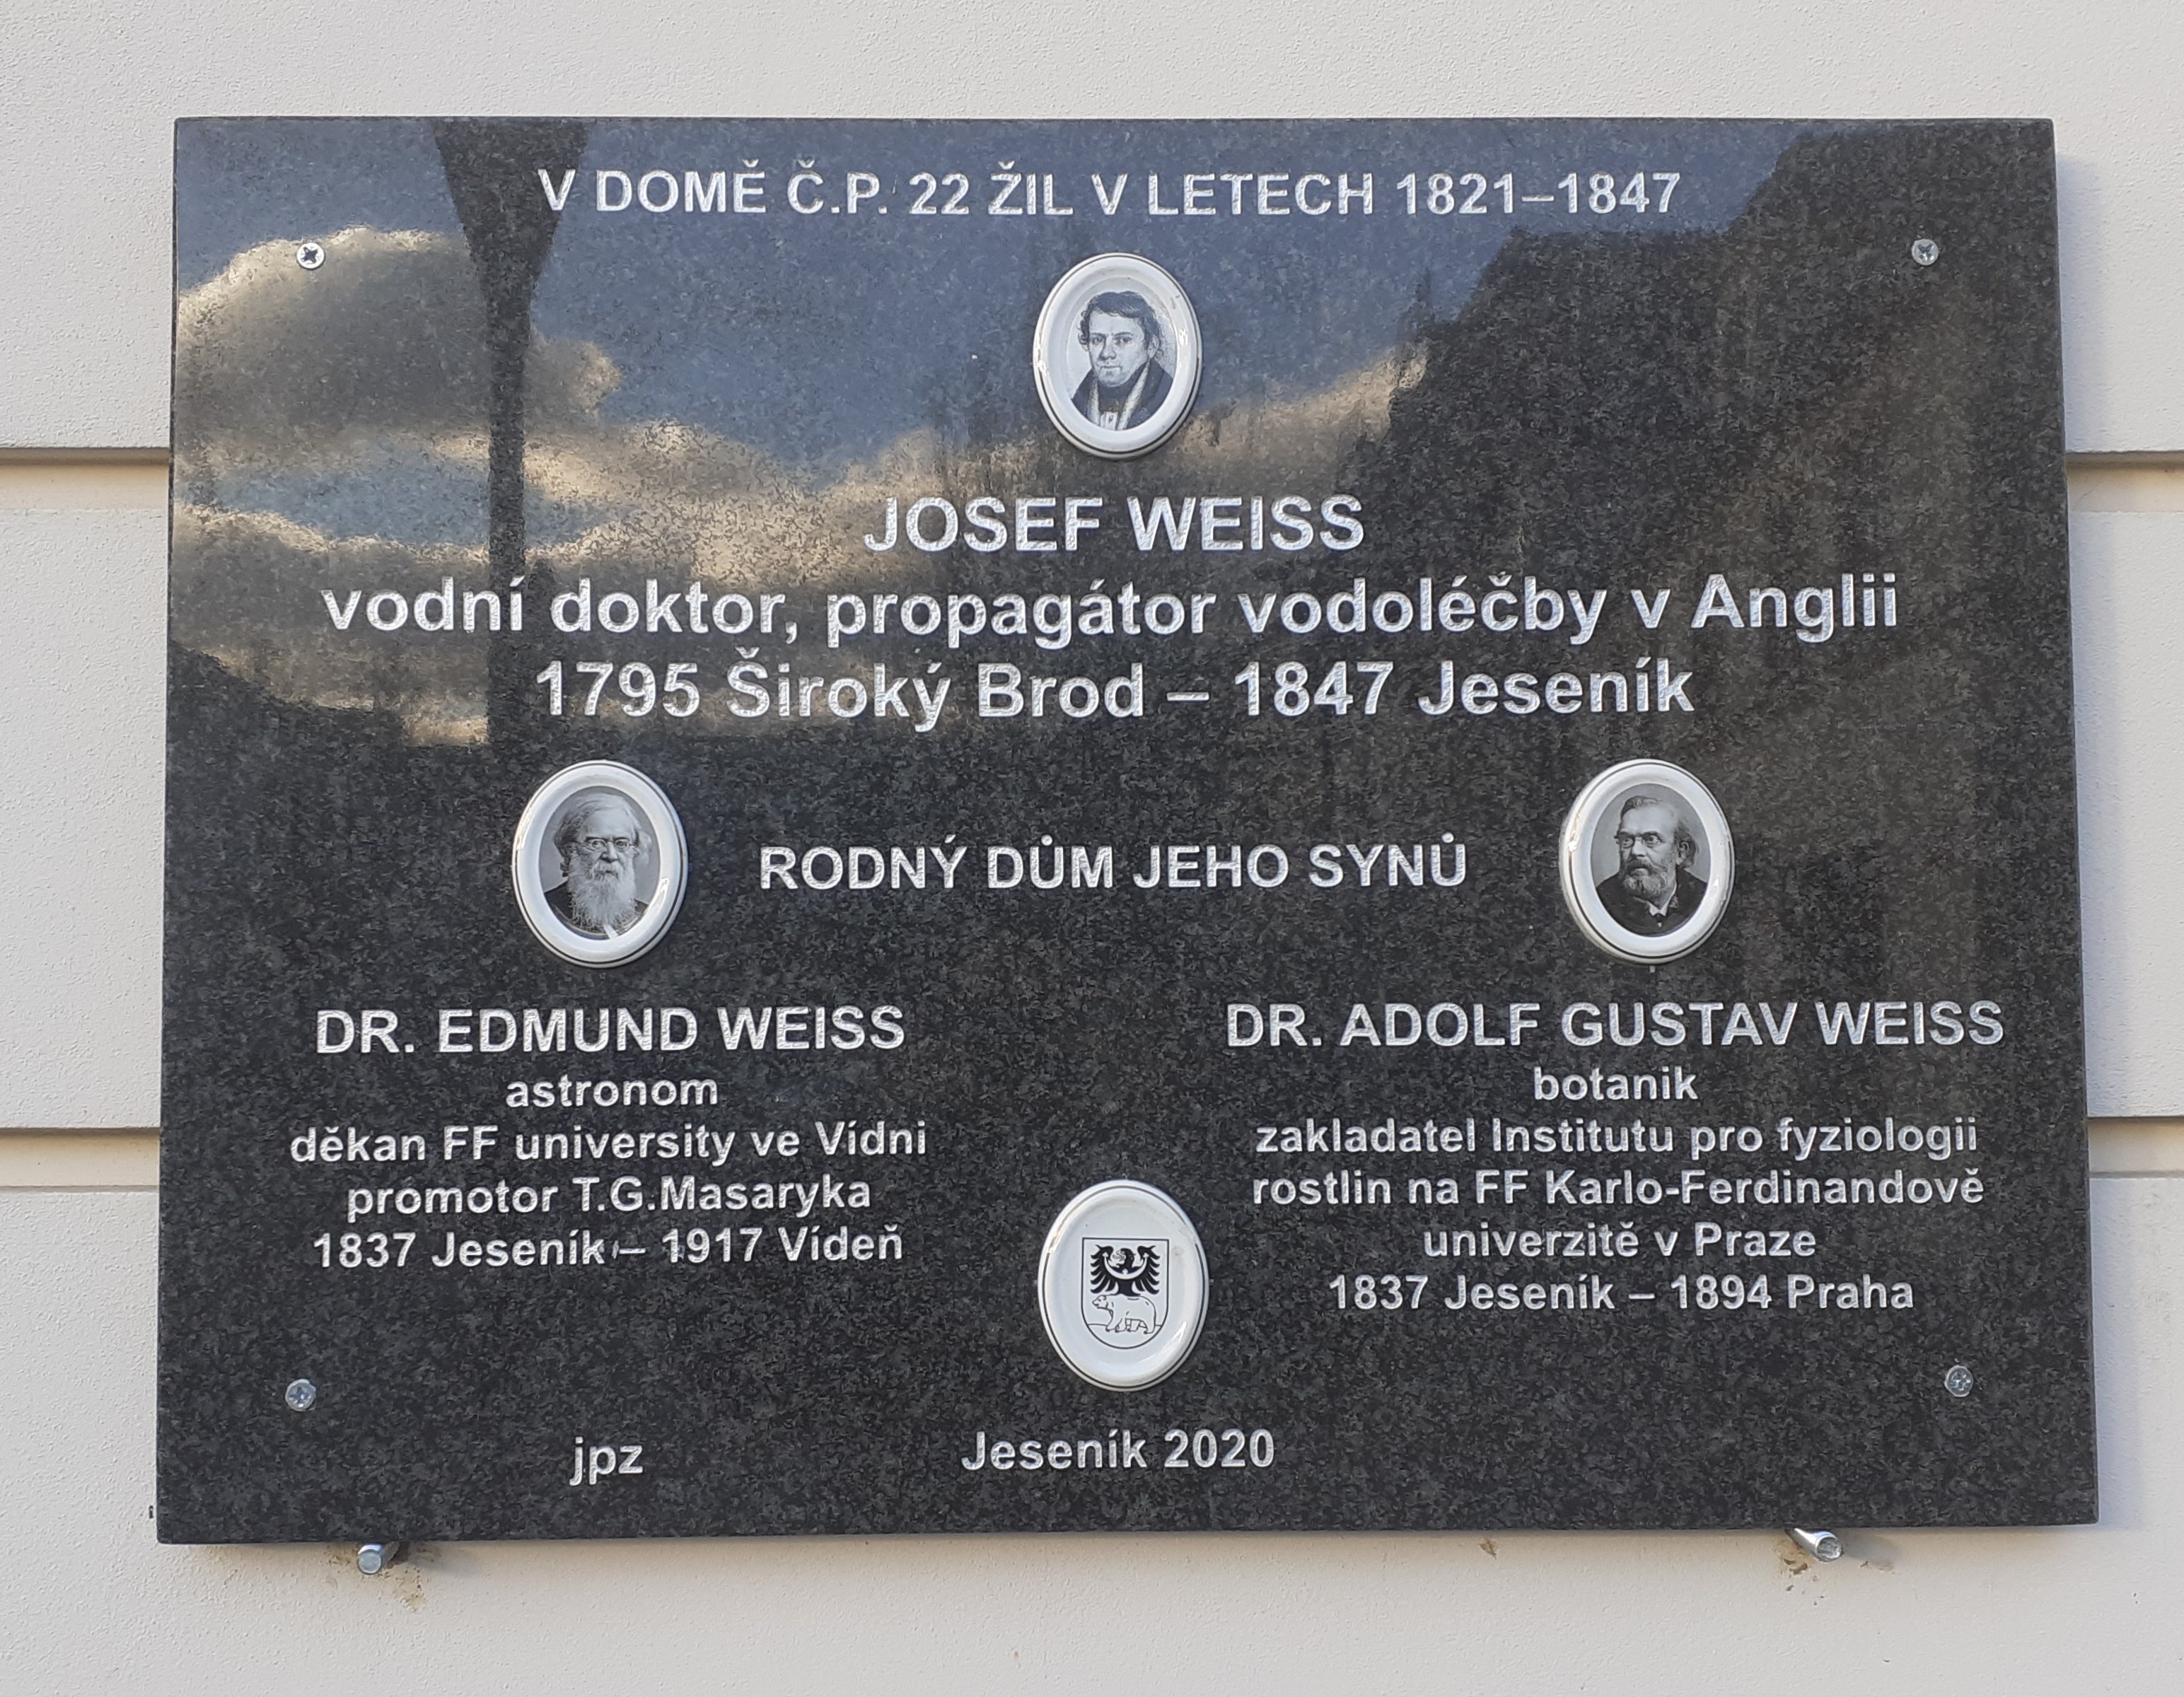 V DOMĚ Č.P. 22 ŽIL V LETECH 1821–1847
JOSEF WEISS
vodní doktor, propagátor vodoléčby v Anglii
1795 Široký Brod – 1847 Jeseník
RODNÝ DŮM JEHO SYNŮ
DR. EDMUND WEISS
astronom
děkan FF university ve Vídni
promotor T.G.Masaryka
1837 Jeseník – 1917 Vídeň
DR. ADOLF GUSTAV WEISS
botanik
zakladatel Institutu pro fyziologii
rostlin na FF Karlo-Ferdinandově
univerzitě v Praze
1837 Jeseník – 1894 Praha
jpz
Jeseník 2020